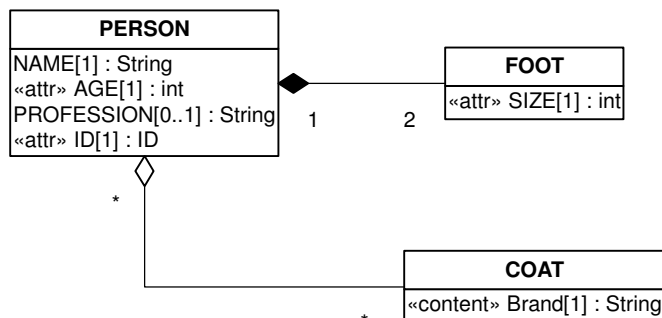 PERSON
NAME[1] : String
«attr» AGE[1] : int
PROFESSION[0..1] : String
«attr» ID[1] : ID
1
2
FOOT
«attr» SIZE[1] : int
*
COAT
«content» Brand[1] : String
*